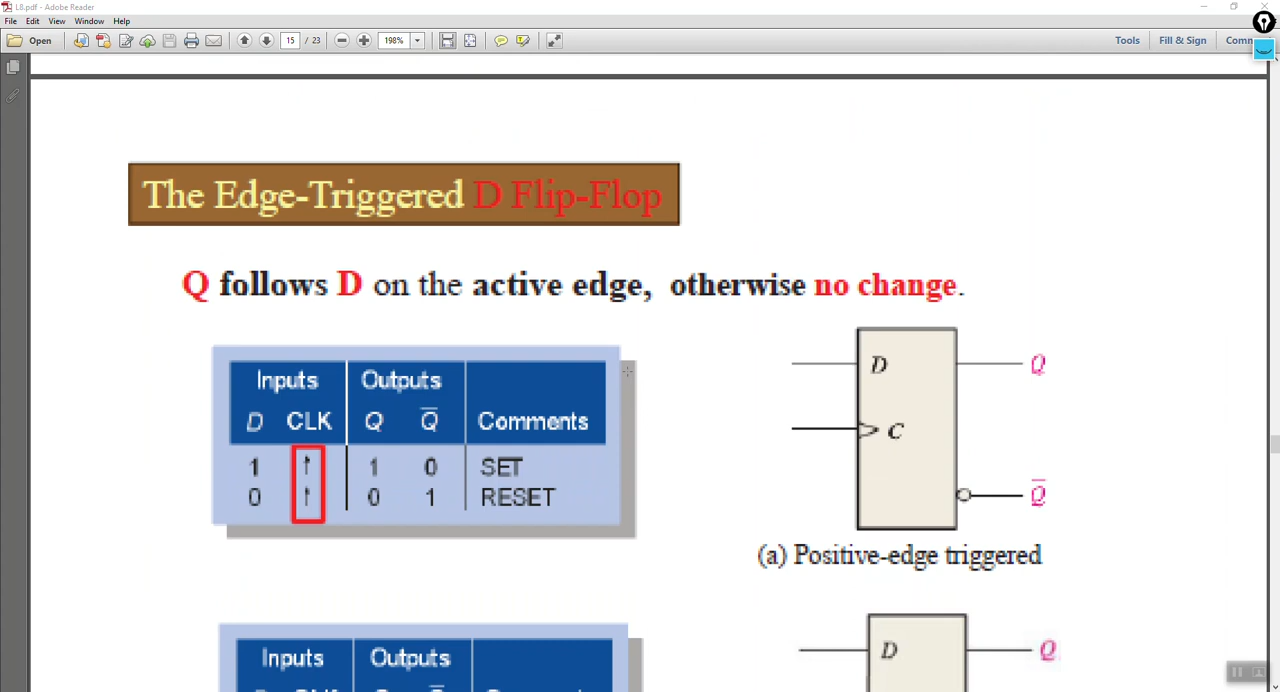 L8.pdf - Adobe Reader
File Edit View Window Help
Open 15 / 23 198% Tools Fill & Sign
The Edge-Triggered D Flip-Flop
Q follows D on the active edge, otherwise no change.
Inputs Outputs
D CLK Q Q̅ Comments
1 ↑ 1 0 SET
0 ↑ 0 1 RESET
D Q
C
Q̅
(a) Positive-edge triggered
Inputs Outputs
D Q